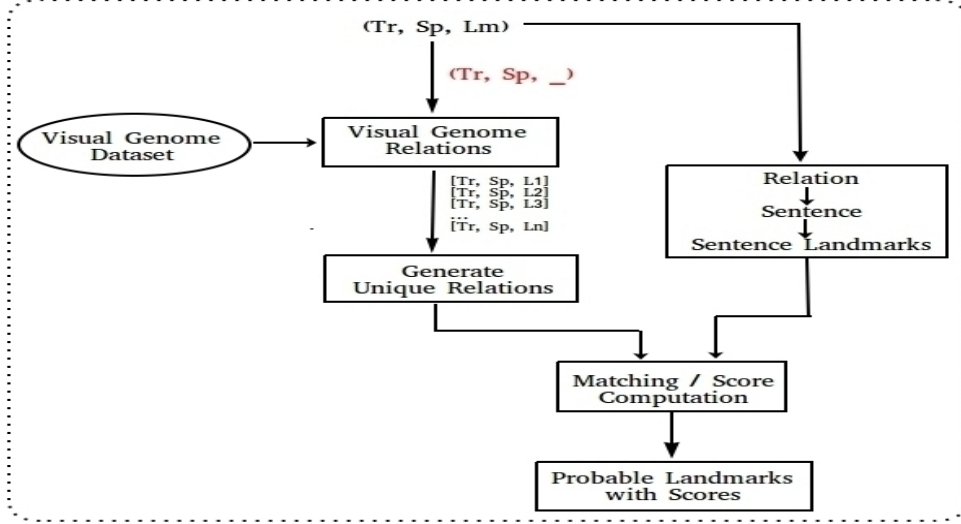 (Tr, Sp, Lm)
(Tr, Sp, _)
Visual Genome
Dataset
Visual Genome
Relations
[Tr, Sp, L1]
[Tr, Sp, L2]
[Tr, Sp, L3]
...
[Tr, Sp, Ln]
Relation
Sentence
Sentence Landmarks
Generate
Unique Relations
Matching / Score
Computation
Probable Landmarks
with Scores